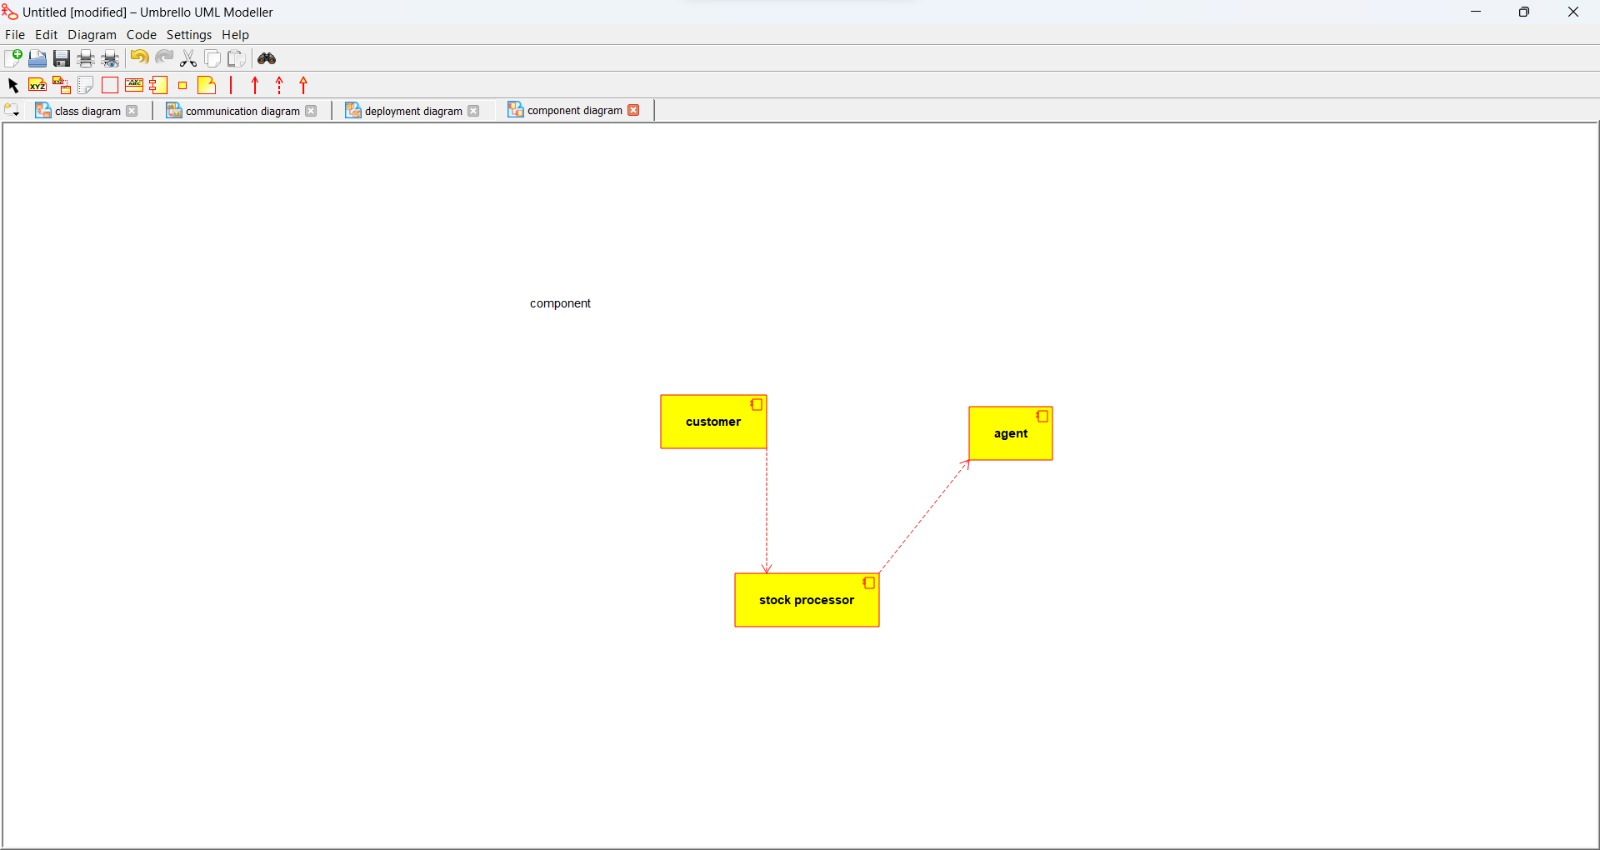 Untitled [modified] – Umbrello UML Modeller
File Edit Diagram Code Settings Help
class diagram communication diagram deployment diagram component diagram
component
customer
agent
stock processor